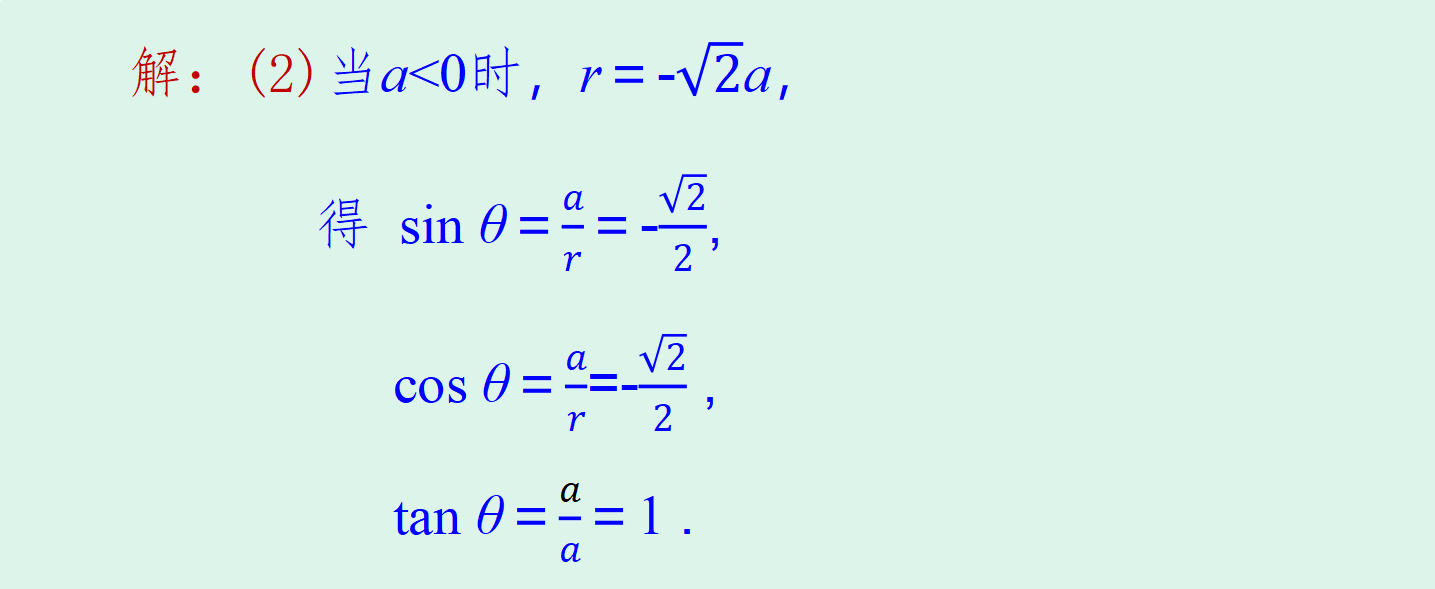 解：(2) 当a<0时, r = -√2a,
得 sin θ = a/r = -√2/2,
cos θ = a/r=-√2/2 ,
tan θ = a/a = 1 .